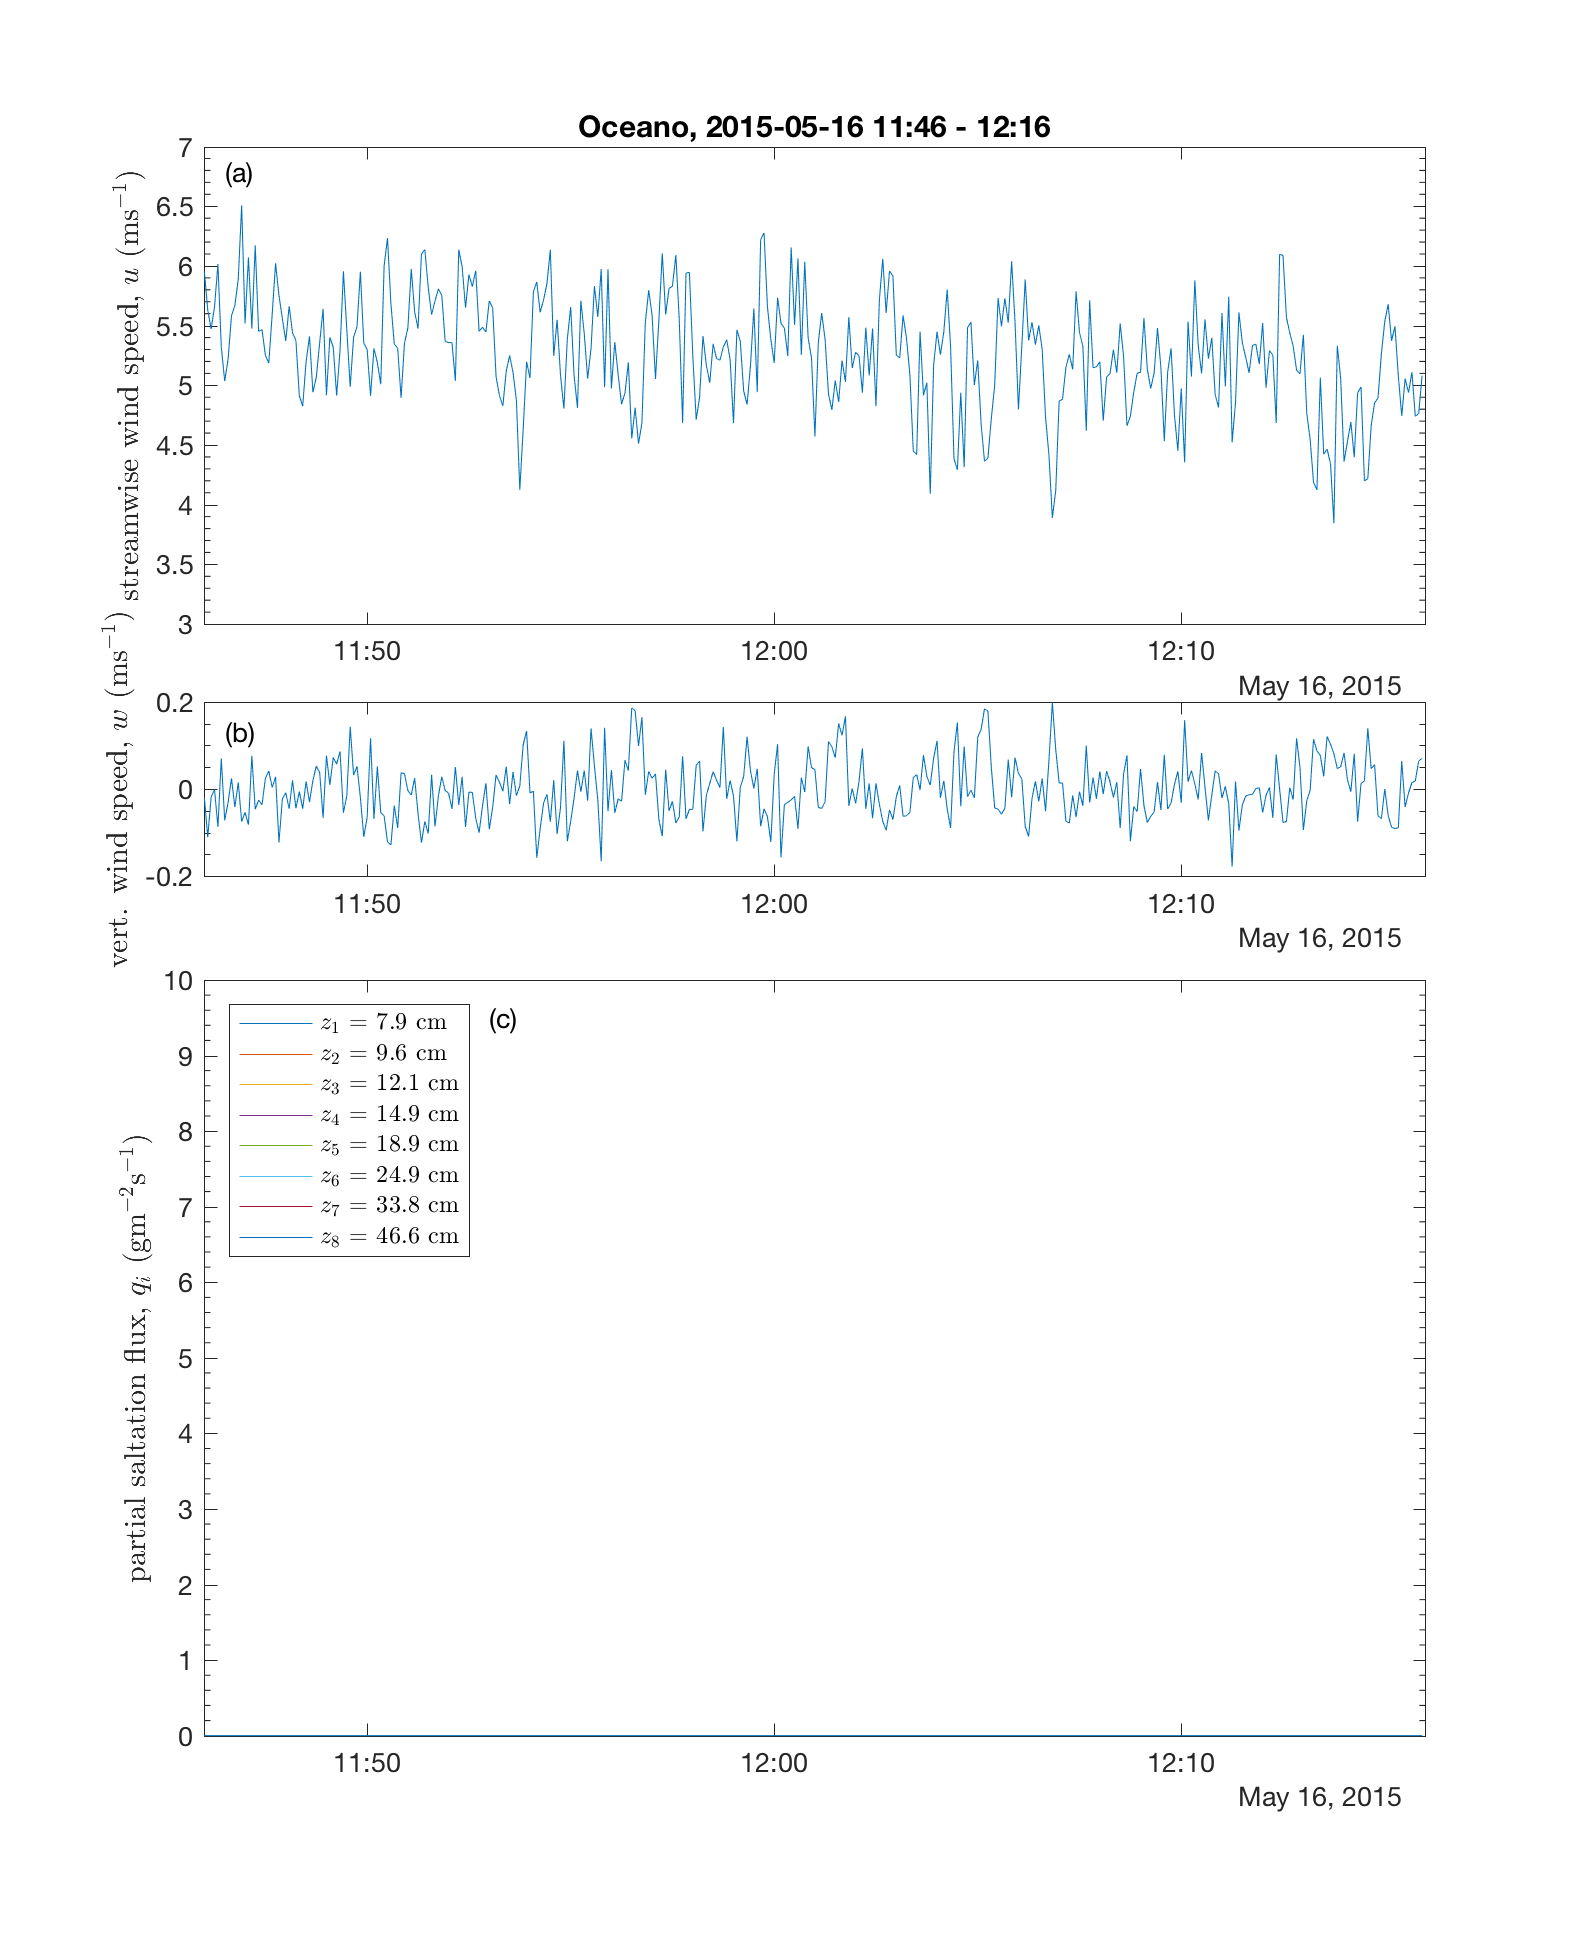 Oceano, 2015-05-16 11:46 - 12:16
(a)
streamwise wind speed, u (ms⁻¹)
7
6.5
6
5.5
5
4.5
4
3.5
3
11:50 12:00 12:10
May 16, 2015
(b)
vert. wind speed, w (ms⁻¹)
0.2
0
-0.2
11:50 12:00 12:10
May 16, 2015
(c)
partial saltation flux, qᵢ (gm⁻²s⁻¹)
10
9
8
7
6
5
4
3
2
1
0
z₁ = 7.9 cm
z₂ = 9.6 cm
z₃ = 12.1 cm
z₄ = 14.9 cm
z₅ = 18.9 cm
z₆ = 24.9 cm
z₇ = 33.8 cm
z₈ = 46.6 cm
11:50 12:00 12:10
May 16, 2015